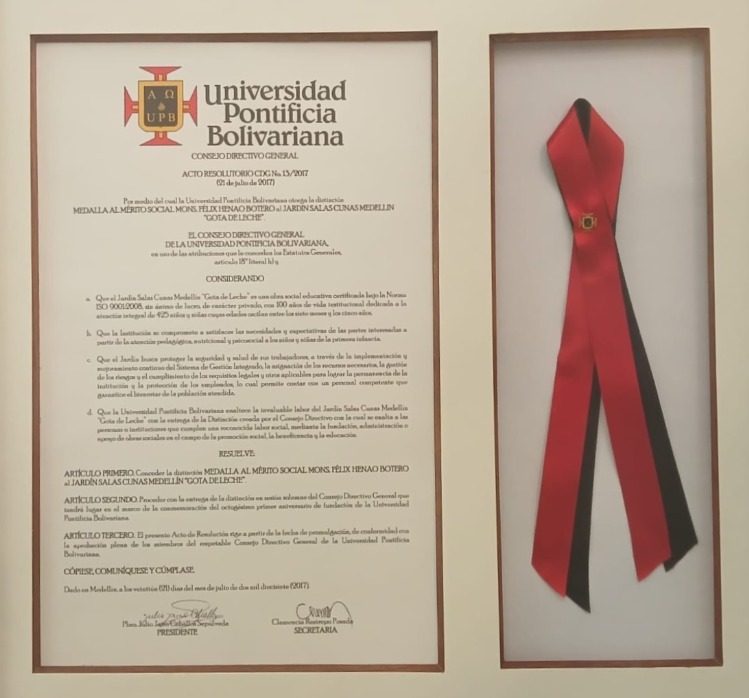 Α Ω
UPB
Universidad
Pontificia
Bolivariana
CONSEJO DIRECTIVO GENERAL
ACTO RESOLUTORIO CDG No. 15/2017
(21 de julio de 2017)
Por medio del cual la Universidad Pontificia Bolivariana otorga la distinción
MEDALLA AL MÉRITO SOCIAL MONS. FÉLIX HENAO BOTERO al JARDÍN SALAS CUNAS MEDELLIN
"GOTA DE LECHE".
EL CONSEJO DIRECTIVO GENERAL
DE LA UNIVERSIDAD PONTIFICIA BOLIVARIANA,
en uso de las atribuciones que le conceden los Estatutos Generales,
artículo 18° literal h) y
CONSIDERANDO
a. Que el Jardín Salas Cunas Medellín "Gota de Leche" es una obra social educativa certificada bajo la Norma
ISO 9001:2008, sin ánimo de lucro, de carácter privado, con 100 años de vida institucional dedicada a la
atención integral de 425 niños y niñas cuyas edades oscilan entre los siete meses y los cinco años.
b. Que la Institución se compromete a satisfacer las necesidades y expectativas de las partes interesadas a
partir de la atención pedagógica, nutricional y psicosocial a los niños y niñas de la primera infancia.
c. Que el Jardín busca proteger la seguridad y salud de sus trabajadores, a través de la implementación y
mejoramiento continuo del Sistema de Gestión Integrado, la asignación de los recursos necesarios, la gestión
de los riesgos y el cumplimiento de los requisitos legales y otros aplicables para lograr la permanencia de la
institución y la protección de los empleados, lo cual permite contar con un personal competente que
garantice el bienestar de la población atendida.
d. Que la Universidad Pontificia Bolivariana enaltece la invaluable labor del Jardín Salas Cunas Medellín
"Gota de Leche" con la entrega de la Distinción creada por el Consejo Directivo con la cual se exalta a las
personas o instituciones que cumplen una reconocida labor social, mediante la fundación, administración o
apoyo de obras sociales en el campo de la promoción social, la beneficencia y la educación.
RESUELVE:
ARTÍCULO PRIMERO. Conceder la distinción MEDALLA AL MÉRITO SOCIAL MONS. FÉLIX HENAO BOTERO
al JARDÍN SALAS CUNAS MEDELLÍN "GOTA DE LECHE".
ARTÍCULO SEGUNDO. Proceder con la entrega de la distinción en sesión solemne del Consejo Directivo General que
tendrá lugar en el marco de la conmemoración del octogésimo primer aniversario de fundación de la Universidad
Pontificia Bolivariana.
ARTÍCULO TERCERO. El presente Acto de Resolución rige a partir de la fecha de promulgación, de conformidad con
la aprobación plena de los miembros del respetable Consejo Directivo General de la Universidad Pontificia
Bolivariana.
CÓPIESE, COMUNÍQUESE Y CÚMPLASE.
Dado en Medellín, a los veintiún (21) días del mes de julio de dos mil diecisiete (2017).
Pbro. Julio Jairo Ceballos Sepúlveda
PRESIDENTE
Clemencia Restrepo Posada
SECRETARIA